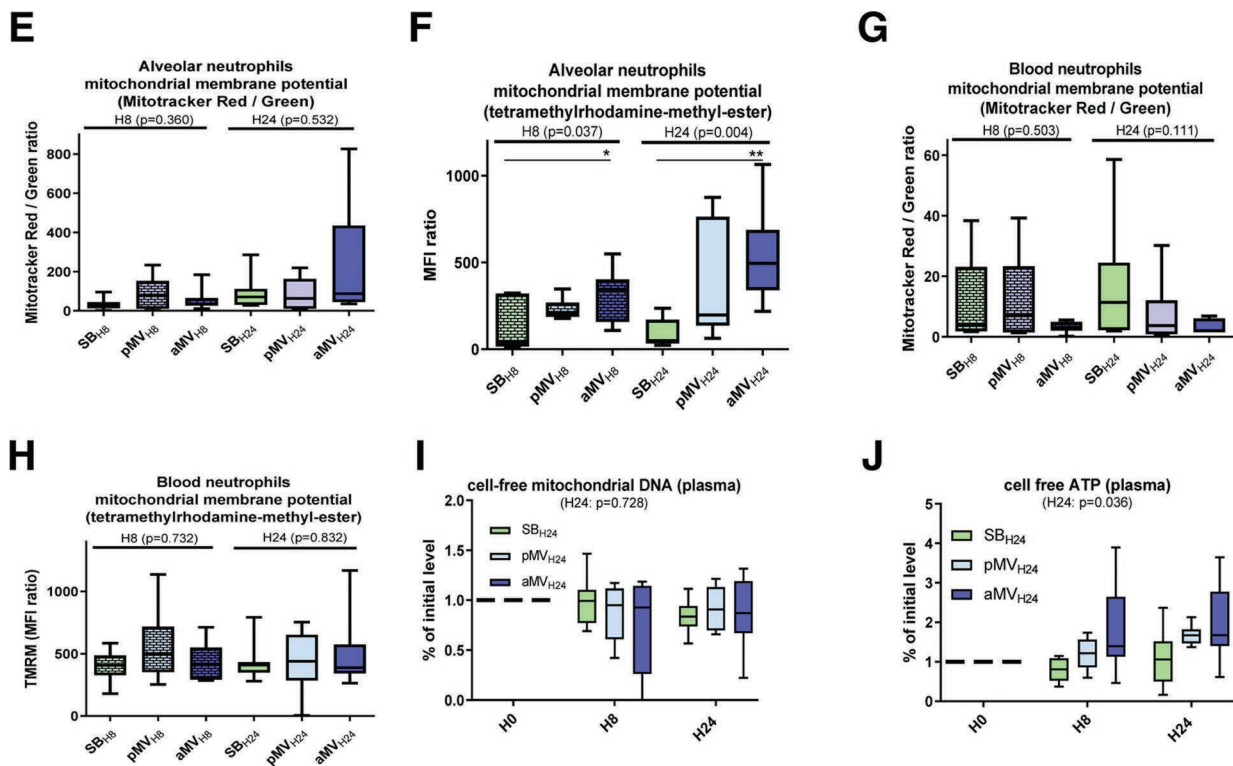 E
Alveolar neutrophils
mitochondrial membrane potential
(Mitotracker Red / Green)
H8 (p=0.360) H24 (p=0.532)
Mitotracker Red / Green ratio
800
600
400
200
0
SBH8 pMVH8 aMVH8 SBH24 pMVH24 aMVH24
F
Alveolar neutrophils
mitochondrial membrane potential
(tetramethylrhodamine-methyl-ester)
H8 (p=0.037) H24 (p=0.004)
* **
MFI ratio
1000
500
0
SBH8 pMVH8 aMVH8 SBH24 pMVH24 aMVH24
G
Blood neutrophils
mitochondrial membrane potential
(Mitotracker Red / Green)
H8 (p=0.503) H24 (p=0.111)
Mitotracker Red / Green ratio
60
40
20
0
SBH8 pMVH8 aMVH8 SBH24 pMVH24 aMVH24
H
Blood neutrophils
mitochondrial membrane potential
(tetramethylrhodamine-methyl-ester)
H8 (p=0.732) H24 (p=0.832)
TMRM (MFI ratio)
1000
500
0
SBH8 pMVH8 aMVH8 SBH24 pMVH24 aMVH24
I
cell-free mitochondrial DNA (plasma)
(H24: p=0.728)
% of initial level
2.0
1.5
1.0
0.5
0.0
SBH24
pMVH24
aMVH24
H0 H8 H24
J
cell free ATP (plasma)
(H24: p=0.036)
% of initial level
5
4
3
2
1
0
SBH24
pMVH24
aMVH24
H0 H8 H24